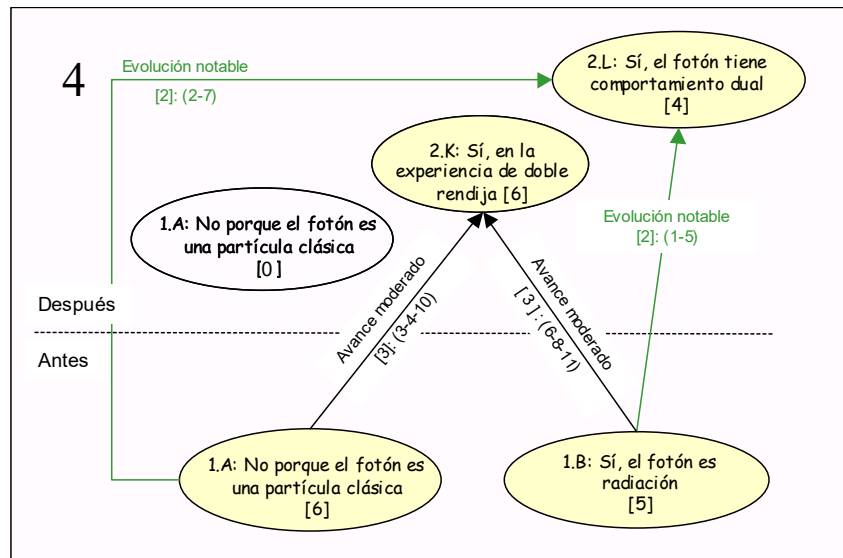 4
Evolución notable
[2]: (2-7)
2.L: Sí, el fotón tiene
comportamiento dual
[4]
2.K: Sí, en la
experiencia de doble
rendija [6]
1.A: No porque el fotón es
una partícula clásica
[0 ]
Evolución notable
[2]: (1-5)
Avance moderado
[3]: (3-4-10)
Avance moderado
[ 3 ] : (6-8-11)
Después
Antes
1.A: No porque el fotón es
una partícula clásica
[6]
1.B: Sí, el fotón es
radiación
[5]